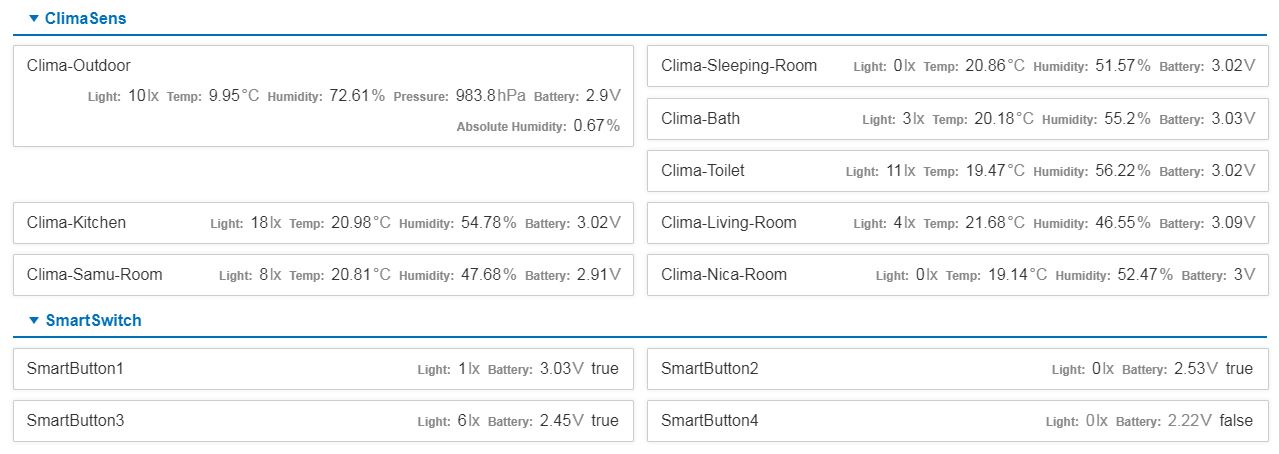 ClimaSens
Clima-Outdoor
Light: 10lx Temp: 9.95°C Humidity: 72.61% Pressure: 983.8hPa Battery: 2.9V
Absolute Humidity: 0.67%
Clima-Sleeping-Room Light: 0lx Temp: 20.86°C Humidity: 51.57% Battery: 3.02V
Clima-Bath Light: 3lx Temp: 20.18°C Humidity: 55.2% Battery: 3.03V
Clima-Toilet Light: 11lx Temp: 19.47°C Humidity: 56.22% Battery: 3.02V
Clima-Kitchen Light: 18lx Temp: 20.98°C Humidity: 54.78% Battery: 3.02V
Clima-Living-Room Light: 4lx Temp: 21.68°C Humidity: 46.55% Battery: 3.09V
Clima-Samu-Room Light: 8lx Temp: 20.81°C Humidity: 47.68% Battery: 2.91V
Clima-Nica-Room Light: 0lx Temp: 19.14°C Humidity: 52.47% Battery: 3V
SmartSwitch
SmartButton1 Light: 1lx Battery: 3.03V true
SmartButton2 Light: 0lx Battery: 2.53V true
SmartButton3 Light: 6lx Battery: 2.45V true
SmartButton4 Light: 0lx Battery: 2.22V false